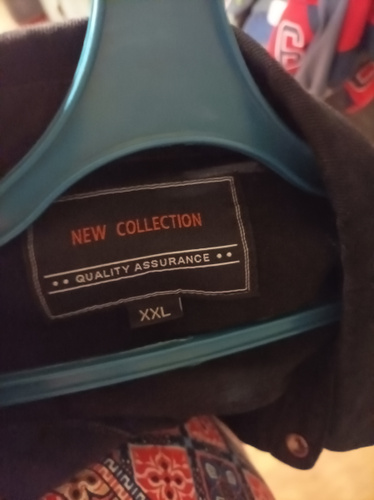 NEW COLLECTION
•• QUALITY ASSURANCE ••
XXL